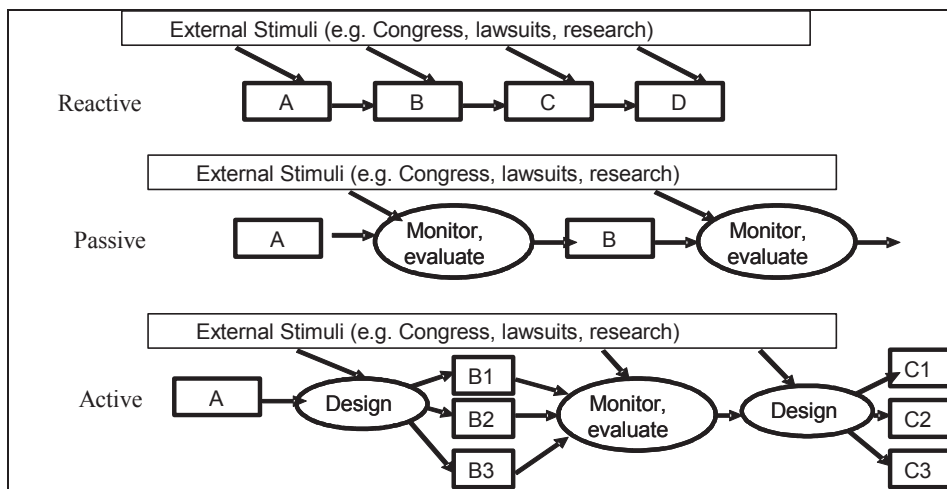 External Stimuli (e.g. Congress, lawsuits, research)
Reactive
A
B
C
D
External Stimuli (e.g. Congress, lawsuits, research)
Passive
A
Monitor,
evaluate
B
Monitor,
evaluate
External Stimuli (e.g. Congress, lawsuits, research)
Active
A
Design
B1
B2
B3
Monitor,
evaluate
Design
C1
C2
C3